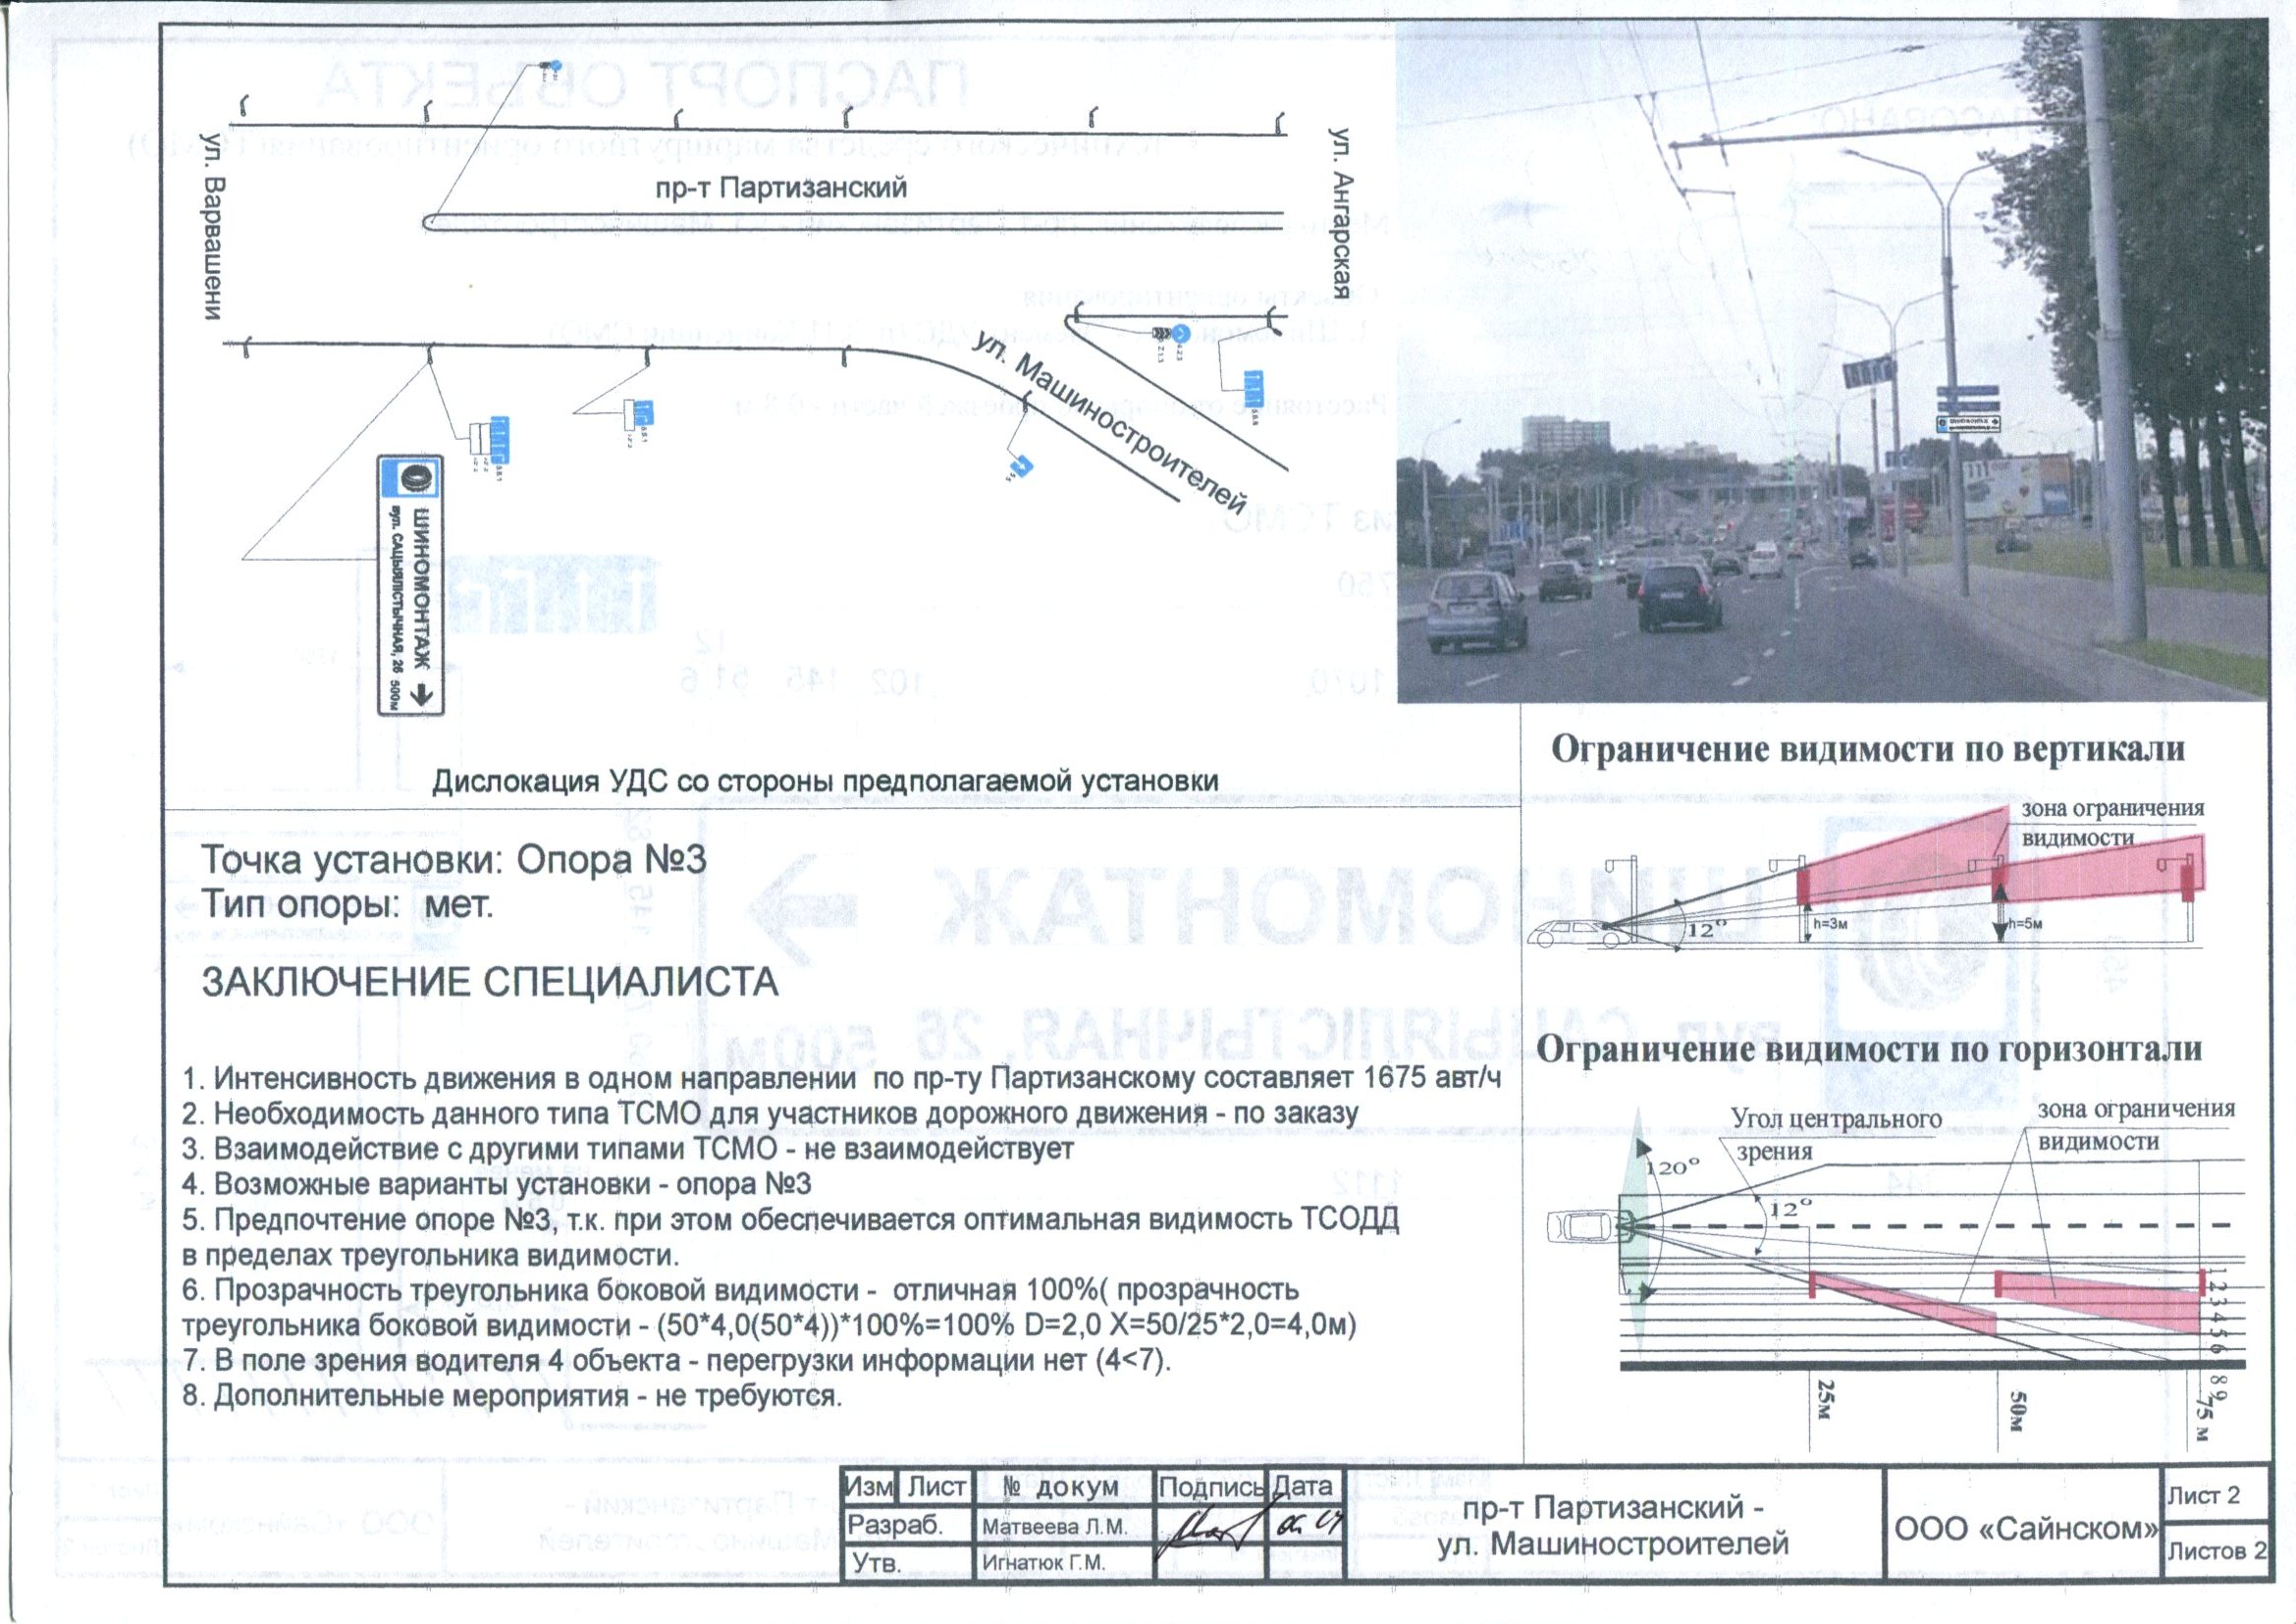 ул. Варвашени
пр-т Партизанский
ул. Ангарская
ул. Машиностроителей
ШИНОМОНТАЖ
вул. САЦЫЯЛІСТЫЧНАЯ, 26 500м
Дислокация УДС со стороны предполагаемой установки
Точка установки: Опора №3
Тип опоры: мет.
ЗАКЛЮЧЕНИЕ СПЕЦИАЛИСТА
1. Интенсивность движения в одном направлении по пр-ту Партизанскому составляет 1675 авт/ч
2. Необходимость данного типа ТСМО для участников дорожного движения - по заказу
3. Взаимодействие с другими типами ТСМО - не взаимодействует
4. Возможные варианты установки - опора №3
5. Предпочтение опоре №3, т.к. при этом обеспечивается оптимальная видимость ТСОДД
в пределах треугольника видимости.
6. Прозрачность треугольника боковой видимости - отличная 100%( прозрачность
треугольника боковой видимости - (50*4,0(50*4))*100%=100% D=2,0 X=50/25*2,0=4,0м)
7. В поле зрения водителя 4 объекта - перегрузки информации нет (4<7).
8. Дополнительные мероприятия - не требуются.
Ограничение видимости по вертикали
зона ограничения
видимости
12°
h=3м
h=5м
Ограничение видимости по горизонтали
Угол центрального
зрения
зона ограничения
видимости
120°
12°
1
2
3
4
5
6
8
9
25м
50м
75 м
Изм Лист № докум Подпись Дата
Разраб. Матвеева Л.М.
Утв. Игнатюк Г.М.
пр-т Партизанский -
ул. Машиностроителей
ООО «Сайнском»
Лист 2
Листов 2